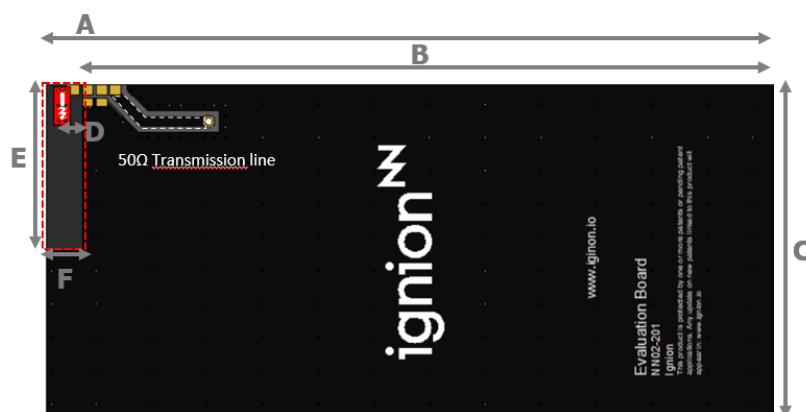 A
B
E
D
F
C
50Ω Transmission line
ignion
www.iginon.io
Evaluation Board
NN02-201
Ignion
This product is protected by one or more patents or pending patent
applications. Any update on new patents linked to this product will
appear in: www.ignion.io